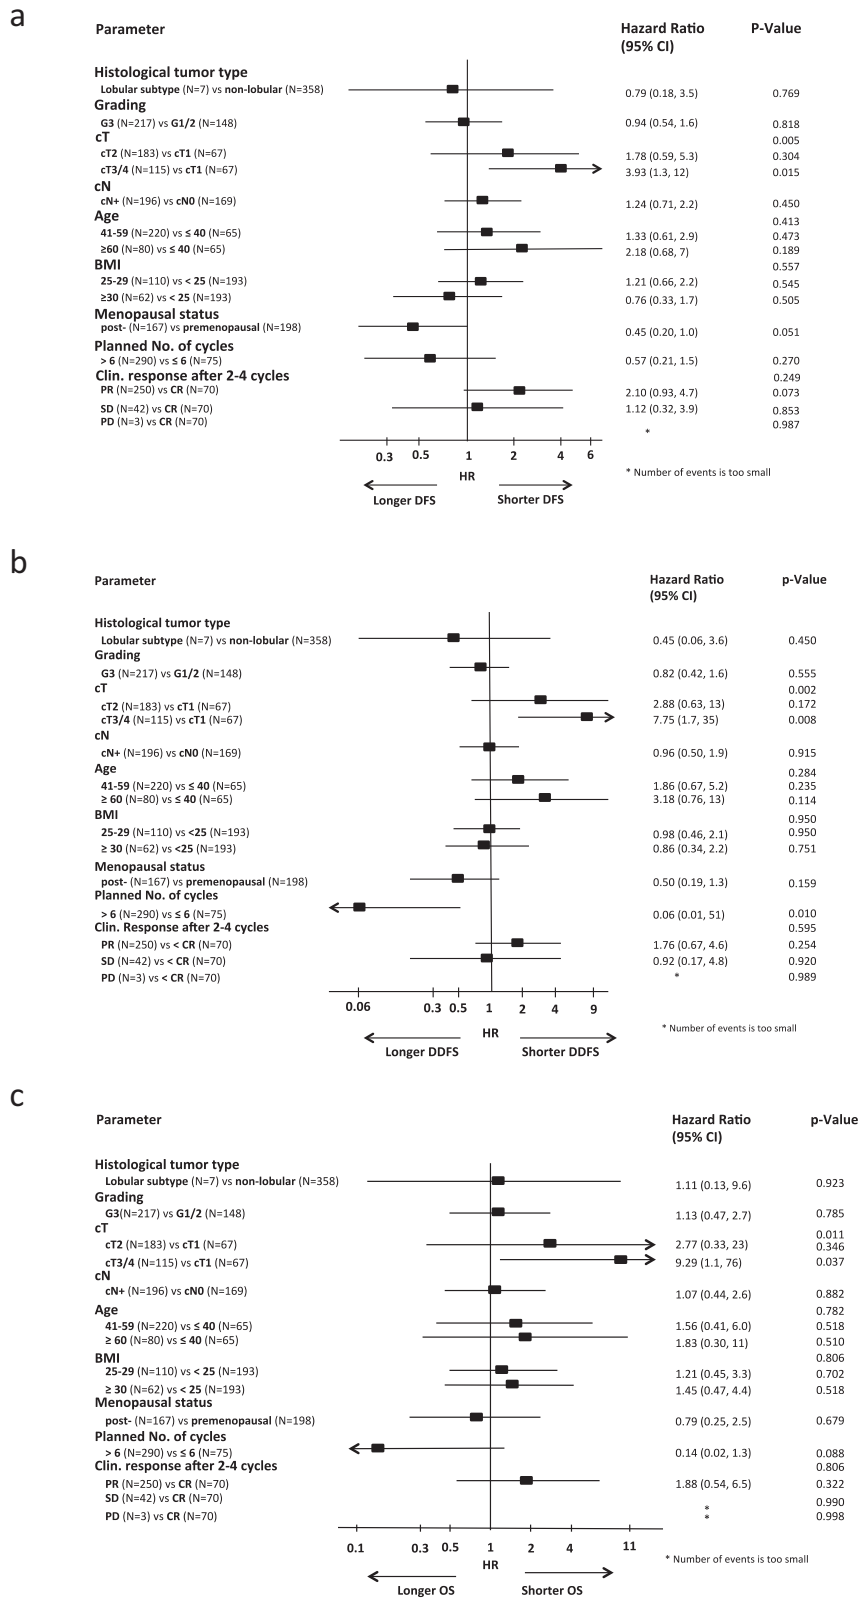 a
Parameter Hazard Ratio P-Value
(95% CI)
Histological tumor type
Lobular subtype (N=7) vs non-lobular (N=358) 0.79 (0.18, 3.5) 0.769
Grading
G3 (N=217) vs G1/2 (N=148) 0.94 (0.54, 1.6) 0.818
cT 0.005
cT2 (N=183) vs cT1 (N=67) 1.78 (0.59, 5.3) 0.304
cT3/4 (N=115) vs cT1 (N=67) 3.93 (1.3, 12) 0.015
cN
cN+ (N=196) vs cN0 (N=169) 1.24 (0.71, 2.2) 0.450
Age 0.413
41-59 (N=220) vs ≤ 40 (N=65) 1.33 (0.61, 2.9) 0.473
≥60 (N=80) vs ≤ 40 (N=65) 2.18 (0.68, 7) 0.189
BMI 0.557
25-29 (N=110) vs < 25 (N=193) 1.21 (0.66, 2.2) 0.545
≥30 (N=62) vs < 25 (N=193) 0.76 (0.33, 1.7) 0.505
Menopausal status
post- (N=167) vs premenopausal (N=198) 0.45 (0.20, 1.0) 0.051
Planned No. of cycles
> 6 (N=290) vs ≤ 6 (N=75) 0.57 (0.21, 1.5) 0.270
Clin. response after 2-4 cycles 0.249
PR (N=250) vs CR (N=70) 2.10 (0.93, 4.7) 0.073
SD (N=42) vs CR (N=70) 1.12 (0.32, 3.9) 0.853
PD (N=3) vs CR (N=70) * 0.987
0.3 0.5 1 2 4 6
HR * Number of events is too small
Longer DFS Shorter DFS
b
Parameter Hazard Ratio p-Value
(95% CI)
Histological tumor type
Lobular subtype (N=7) vs non-lobular (N=358) 0.45 (0.06, 3.6) 0.450
Grading
G3 (N=217) vs G1/2 (N=148) 0.82 (0.42, 1.6) 0.555
cT 0.002
cT2 (N=183) vs cT1 (N=67) 2.88 (0.63, 13) 0.172
cT3/4 (N=115) vs cT1 (N=67) 7.75 (1.7, 35) 0.008
cN
cN+ (N=196) vs cN0 (N=169) 0.96 (0.50, 1.9) 0.915
Age 0.284
41-59 (N=220) vs ≤ 40 (N=65) 1.86 (0.67, 5.2) 0.235
≥ 60 (N=80) vs ≤ 40 (N=65) 3.18 (0.76, 13) 0.114
BMI 0.950
25-29 (N=110) vs <25 (N=193) 0.98 (0.46, 2.1) 0.950
≥ 30 (N=62) vs <25 (N=193) 0.86 (0.34, 2.2) 0.751
Menopausal status
post- (N=167) vs premenopausal (N=198) 0.50 (0.19, 1.3) 0.159
Planned No. of cycles
> 6 (N=290) vs ≤ 6 (N=75) 0.06 (0.01, 51) 0.010
Clin. Response after 2-4 cycles 0.595
PR (N=250) vs < CR (N=70) 1.76 (0.67, 4.6) 0.254
SD (N=42) vs < CR (N=70) 0.92 (0.17, 4.8) 0.920
PD (N=3) vs < CR (N=70) * 0.989
0.06 0.3 0.5 1 2 4 9
HR * Number of events is too small
Longer DDFS Shorter DDFS
c
Parameter Hazard Ratio p-Value
(95% CI)
Histological tumor type
Lobular subtype (N=7) vs non-lobular (N=358) 1.11 (0.13, 9.6) 0.923
Grading
G3(N=217) vs G1/2 (N=148) 1.13 (0.47, 2.7) 0.785
cT 0.011
cT2 (N=183) vs cT1 (N=67) 2.77 (0.33, 23) 0.346
cT3/4 (N=115) vs cT1 (N=67) 9.29 (1.1, 76) 0.037
cN
cN+ (N=196) vs cN0 (N=169) 1.07 (0.44, 2.6) 0.882
Age 0.782
41-59 (N=220) vs ≤ 40 (N=65) 1.56 (0.41, 6.0) 0.518
≥ 60 (N=80) vs ≤ 40 (N=65) 1.83 (0.30, 11) 0.510
BMI 0.806
25-29 (N=110) vs < 25 (N=193) 1.21 (0.45, 3.3) 0.702
≥ 30 (N=62) vs < 25 (N=193) 1.45 (0.47, 4.4) 0.518
Menopausal status
post- (N=167) vs premenopausal (N=198) 0.79 (0.25, 2.5) 0.679
Planned No. of cycles
> 6 (N=290) vs ≤ 6 (N=75) 0.14 (0.02, 1.3) 0.088
Clin. response after 2-4 cycles 0.806
PR (N=250) vs CR (N=70) 1.88 (0.54, 6.5) 0.322
SD (N=42) vs CR (N=70) * 0.990
PD (N=3) vs CR (N=70) * 0.998
0.1 0.3 0.5 1 2 4 11
HR * Number of events is too small
Longer OS Shorter OS